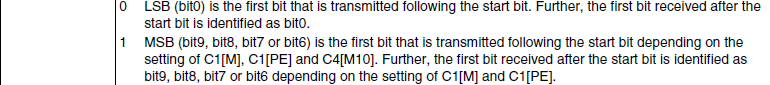 0 LSB (bit0) is the first bit that is transmitted following the start bit. Further, the first bit received after the
start bit is identified as bit0.
1 MSB (bit9, bit8, bit7 or bit6) is the first bit that is transmitted following the start bit depending on the
setting of C1[M], C1[PE] and C4[M10]. Further, the first bit received after the start bit is identified as
bit9, bit8, bit7 or bit6 depending on the setting of C1[M] and C1[PE].